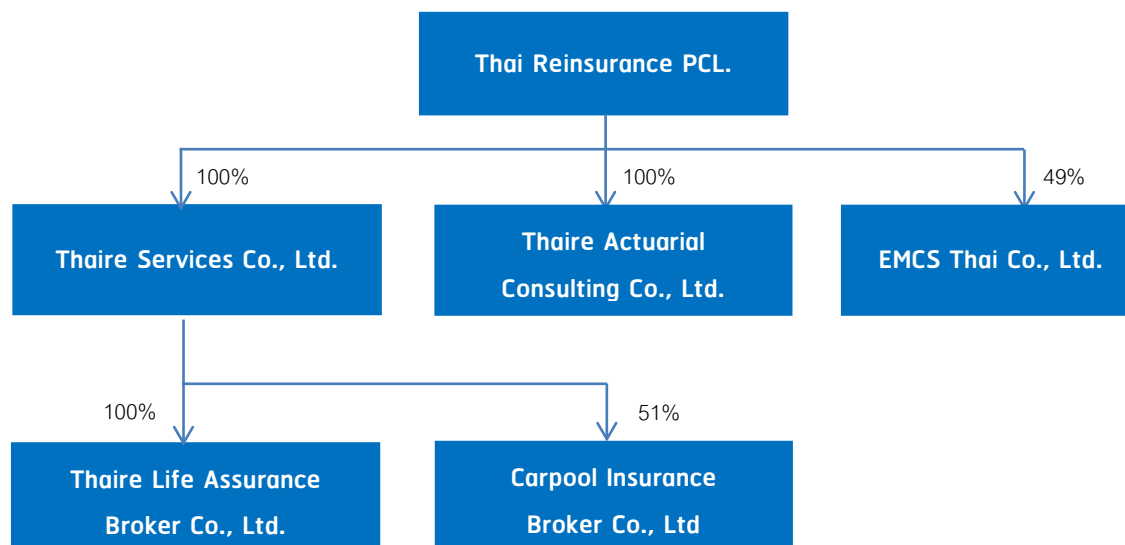 Thai Reinsurance PCL.
100%
100%
49%
Thaire Services Co., Ltd.
Thaire Actuarial
Consulting Co., Ltd.
EMCS Thai Co., Ltd.
100%
51%
Thaire Life Assurance
Broker Co., Ltd.
Carpool Insurance
Broker Co., Ltd